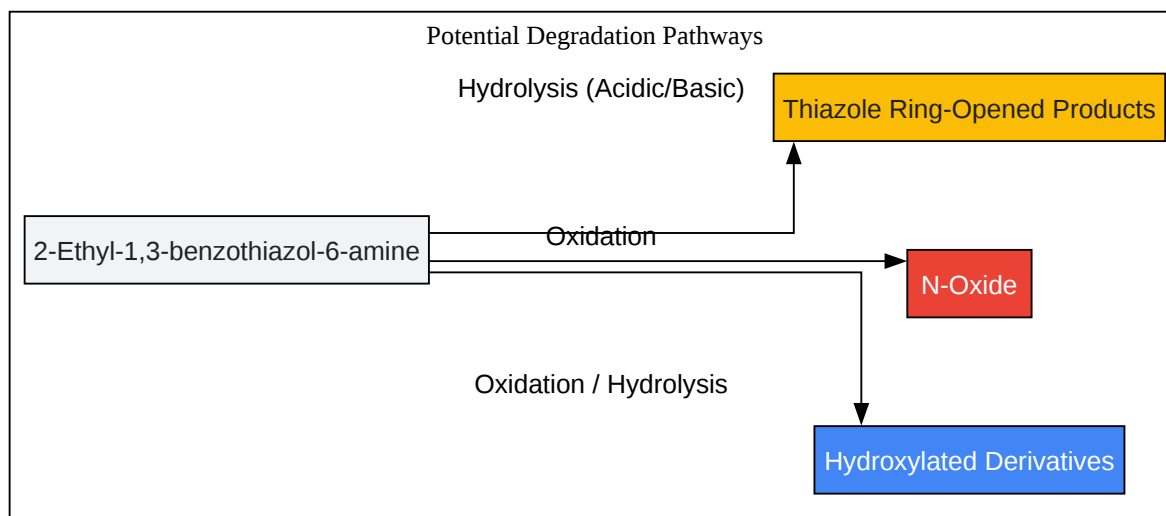 Potential Degradation Pathways
Hydrolysis (Acidic/Basic)
Thiazole Ring-Opened Products
2-Ethyl-1,3-benzothiazol-6-amine
Oxidation
N-Oxide
Oxidation / Hydrolysis
Hydroxylated Derivatives